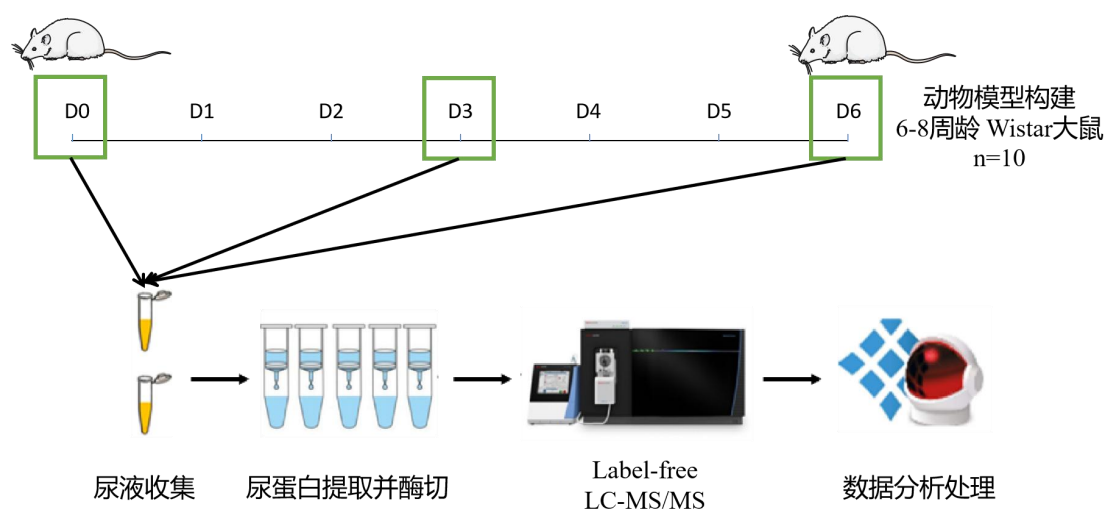 D0
D1
D2
D3
D4
D5
D6
动物模型构建
6-8周龄 Wistar大鼠
n=10
尿液收集
尿蛋白提取并酶切
Label-free
LC-MS/MS
数据分析处理